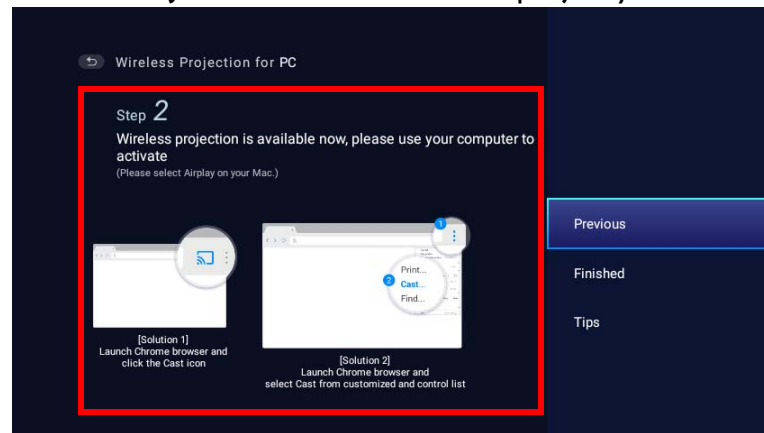 Wireless Projection for PC
Step 2
Wireless projection is available now, please use your computer to
activate
(Please select Airplay on your Mac.)
1
Print...
2 Cast...
Find...
[Solution 1]
Launch Chrome browser and
click the Cast icon
[Solution 2]
Launch Chrome browser and
select Cast from customized and control list
Previous
Finished
Tips